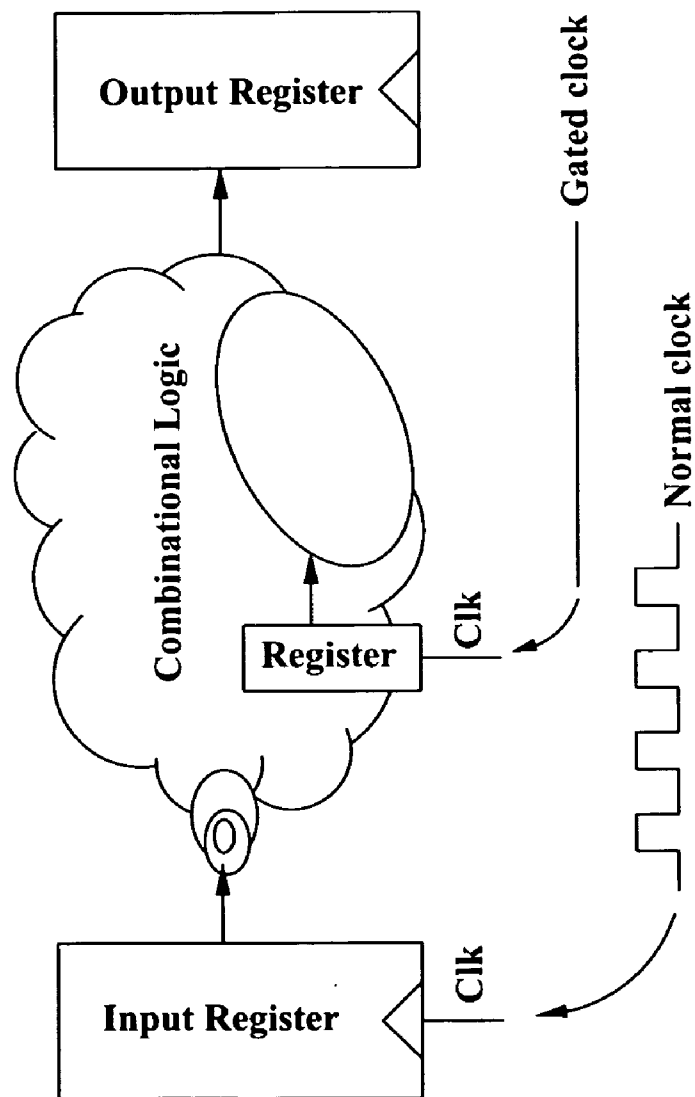 Output Register
Gated clock
Combinational Logic
Normal clock
Register
Clk
Input Register
Clk